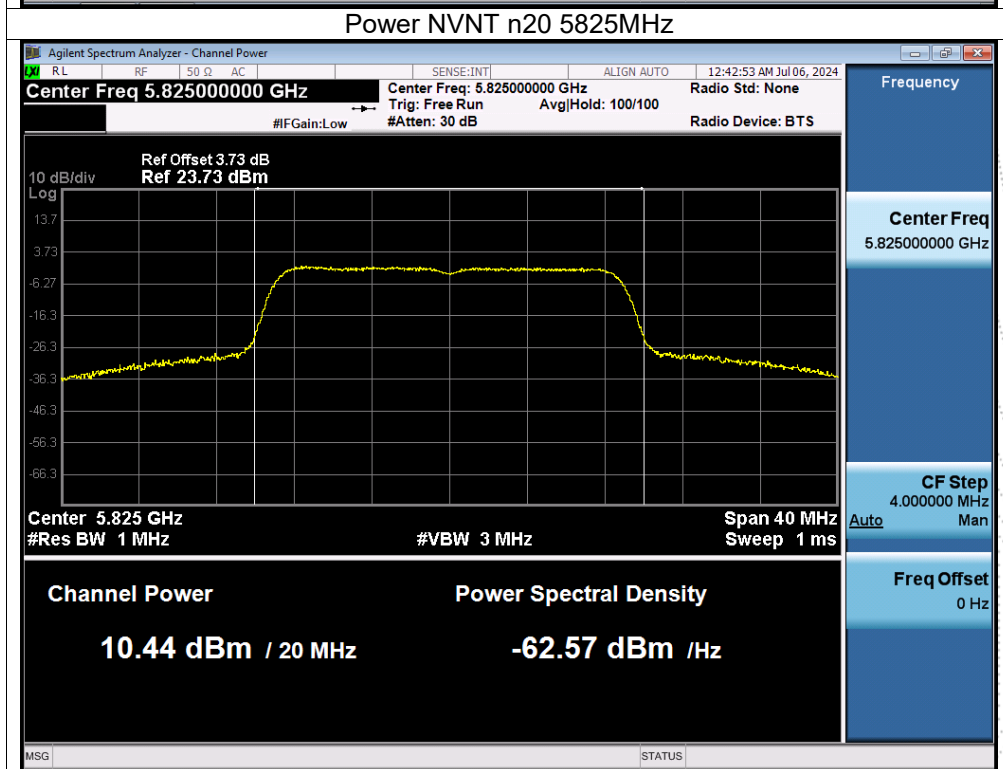 Power NVNT n20 5825MHz
Agilent Spectrum Analyzer - Channel Power
LXI RL RF 50 Ω AC SENSE:INT ALIGN AUTO 12:42:53 AM Jul 06, 2024
Center Freq 5.825000000 GHz
Center Freq: 5.825000000 GHz Radio Std: None
Trig: Free Run Avg|Hold: 100/100
#IFGain:Low #Atten: 30 dB Radio Device: BTS
Ref Offset 3.73 dB
10 dB/div Ref 23.73 dBm
Log
13.7
3.73
-6.27
-16.3
-26.3
-36.3
-46.3
-56.3
-66.3
Center 5.825 GHz Span 40 MHz
#Res BW 1 MHz #VBW 3 MHz Sweep 1 ms
Channel Power Power Spectral Density
10.44 dBm / 20 MHz -62.57 dBm /Hz
MSG STATUS
Frequency
Center Freq
5.825000000 GHz
CF Step
4.000000 MHz
Auto Man
Freq Offset
0 Hz